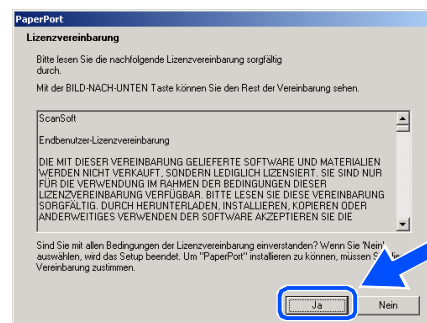 PaperPort
Lizenzvereinbarung
Bitte lesen Sie die nachfolgende Lizenzvereinbarung sorgfältig
durch.
Mit der BILD-NACH-UNTEN Taste können Sie den Rest der Vereinbarung sehen.
ScanSoft
Endbenutzer-Lizenzvereinbarung
DIE MIT DIESER VEREINBARUNG GELIEFERTE SOFTWARE UND MATERIALIEN
WERDEN NICHT VERKAUFT, SONDERN LEDIGLICH LIZENSIERT. SIE SIND NUR
FÜR DIE VERWENDUNG IM RAHMEN DER BEDINGUNGEN DIESER
LIZENZVEREINBARUNG VERFÜGBAR. BITTE LESEN SIE DIESE VEREINBARUNG
SORGFÄLTIG. DURCH HERUNTERLADEN, INSTALLIEREN, KOPIEREN ODER
ANDERWEITIGES VERWENDEN DER SOFTWARE AKZEPTIEREN SIE DIE
Sind Sie mit allen Bedingungen der Lizenzvereinbarung einverstanden? Wenn Sie 'Nein'
auswählen, wird das Setup beendet. Um "PaperPort" installieren zu können, müssen
Vereinbarung zustimmen.
Ja
Nein